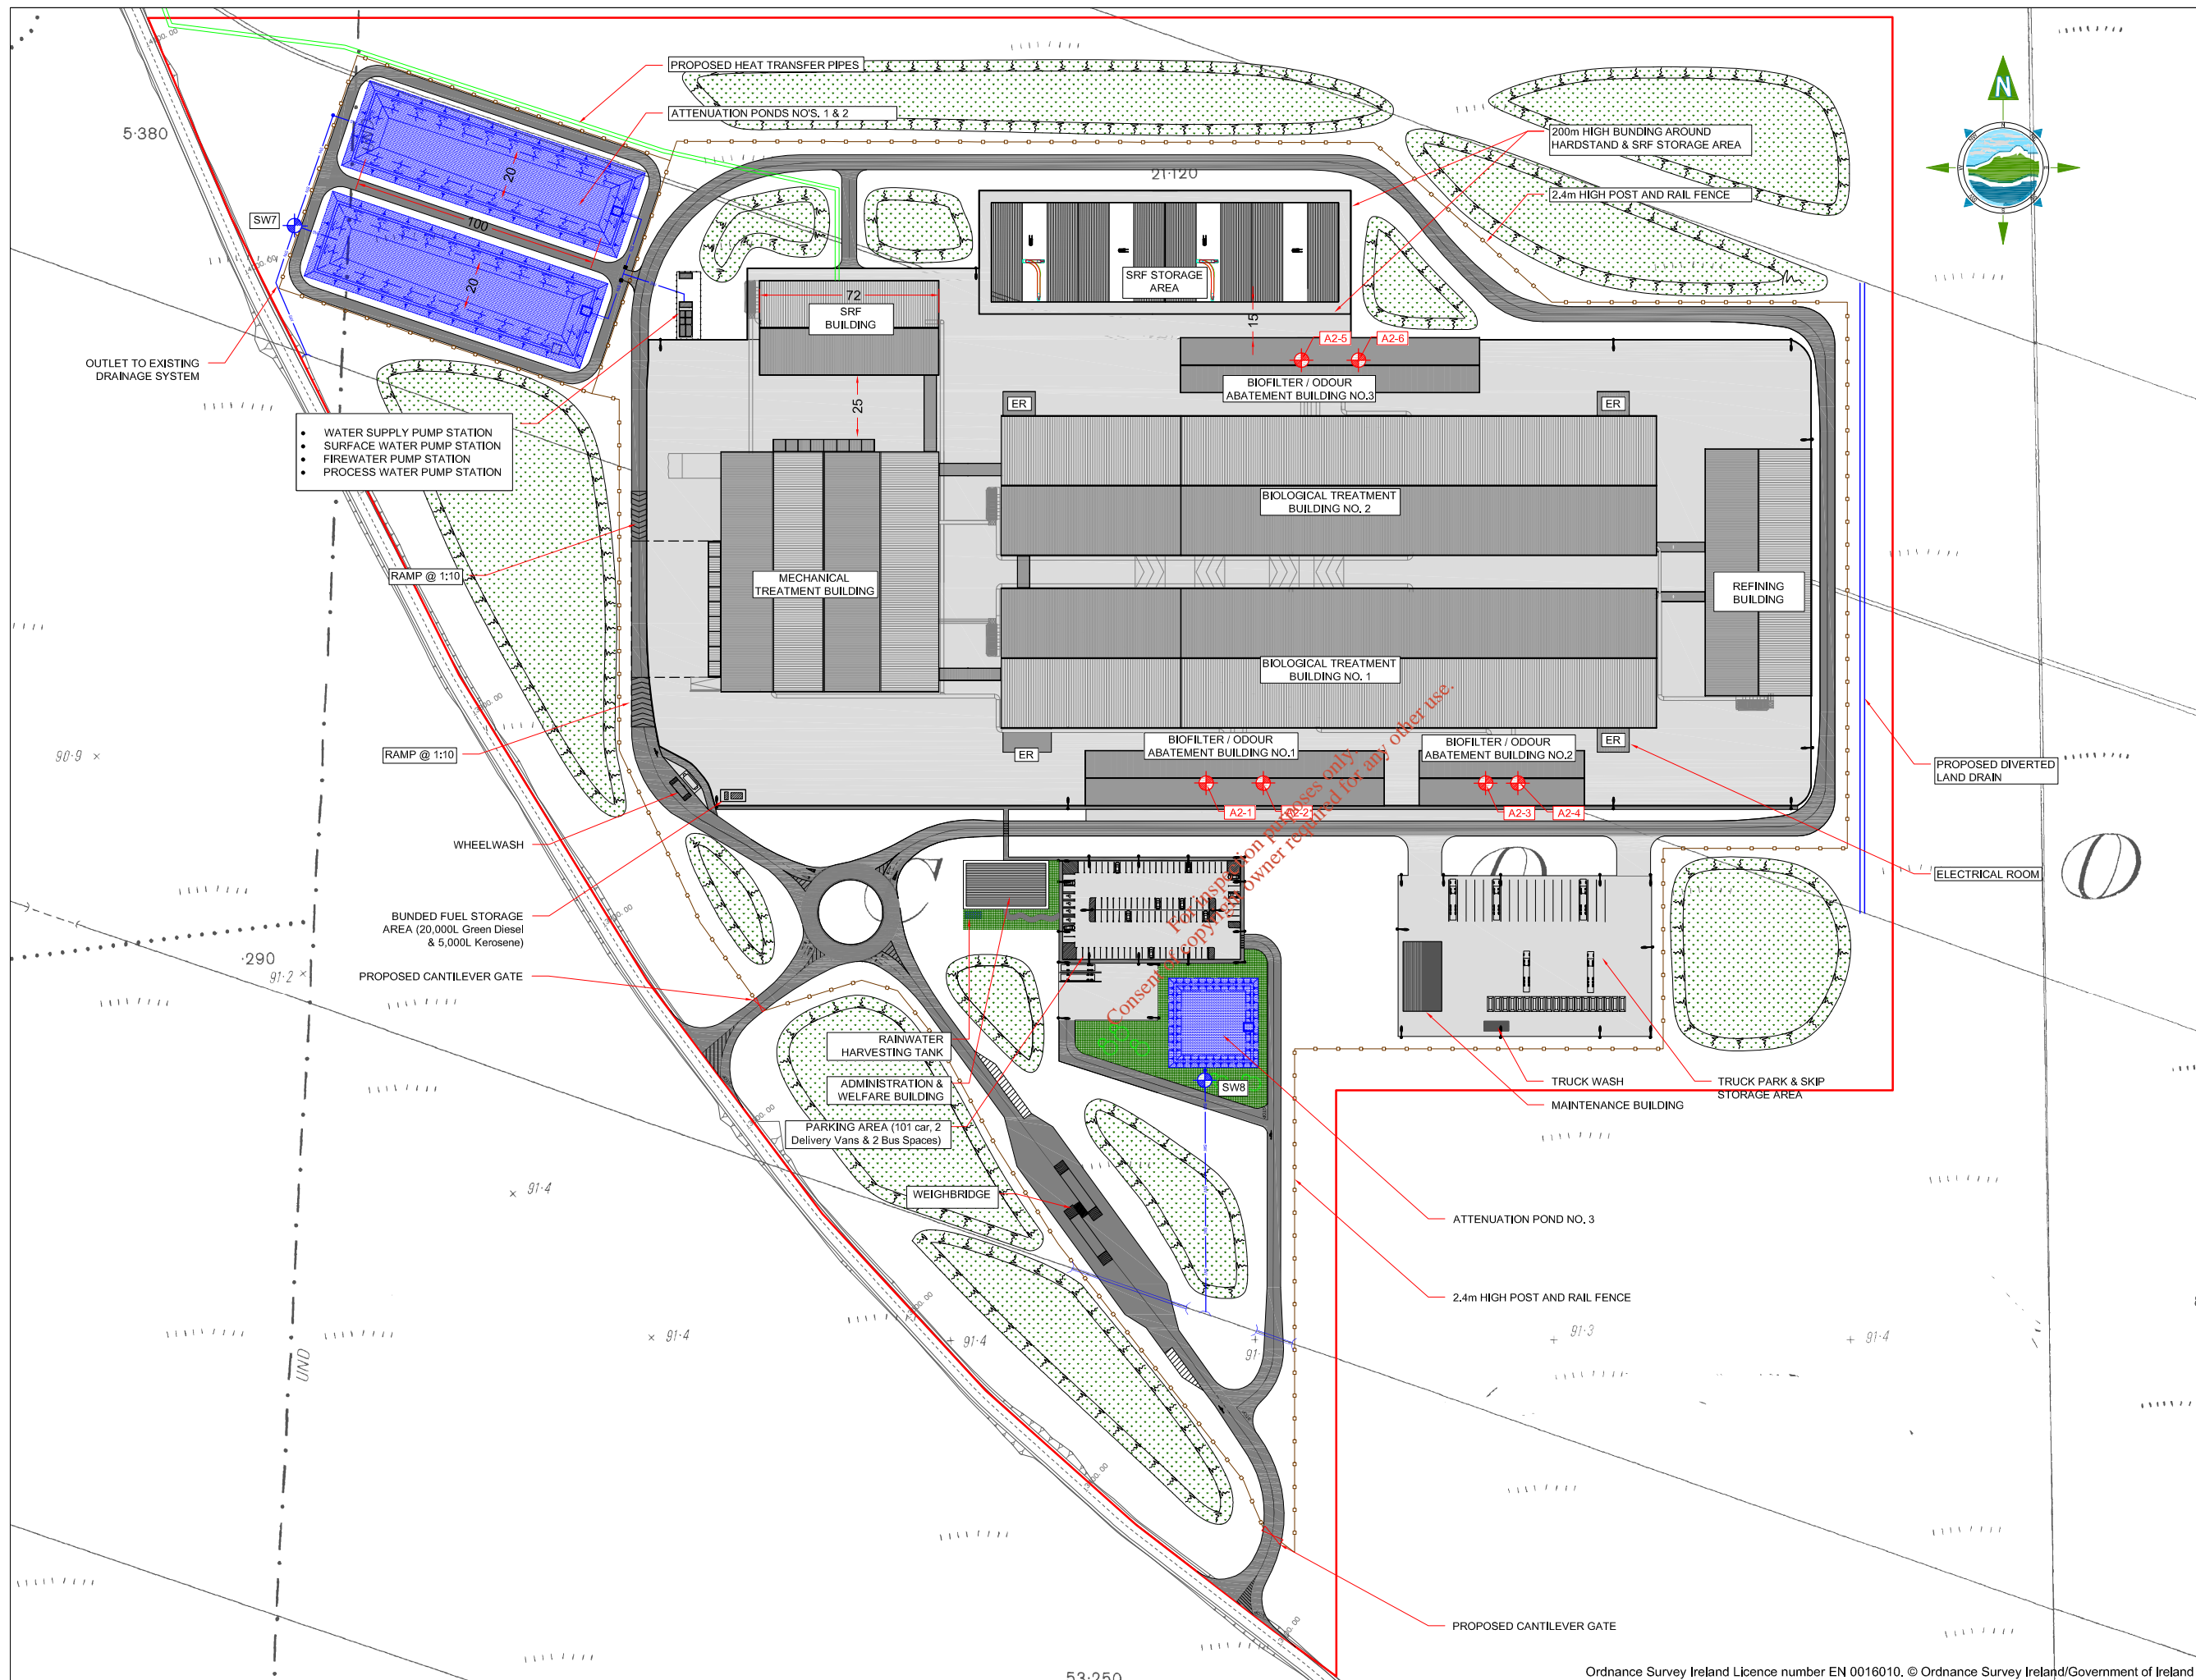 PROPOSED HEAT TRANSFER PIPES
ATTENUATION PONDS NO'S. 1 & 2
200m HIGH BUNDING AROUND
HARDSTAND & SRF STORAGE AREA
N
5·380
20
21·120
2.4m HIGH POST AND RAIL FENCE
SW7
100
20
SRF STORAGE
AREA
72
SRF
BUILDING
15
A2-5
A2-6
OUTLET TO EXISTING
DRAINAGE SYSTEM
BIOFILTER / ODOUR
ABATEMENT BUILDING NO.3
25
ER
ER
• WATER SUPPLY PUMP STATION
• SURFACE WATER PUMP STATION
• FIREWATER PUMP STATION
• PROCESS WATER PUMP STATION
BIOLOGICAL TREATMENT
BUILDING NO. 2
RAMP @ 1:10
MECHANICAL
TREATMENT BUILDING
REFINING
BUILDING
BIOLOGICAL TREATMENT
BUILDING NO. 1
RAMP @ 1:10
90·9 ×
ER
BIOFILTER / ODOUR
ABATEMENT BUILDING NO.1
BIOFILTER / ODOUR
ABATEMENT BUILDING NO.2
ER
PROPOSED DIVERTED
LAND DRAIN
A2-1
A2-2
A2-3
A2-4
For inspection purposes only.
Consent of copyright owner required for any other use.
WHEELWASH
C
O
O
ELECTRICAL ROOM
BUNDED FUEL STORAGE
AREA (20,000L Green Diesel
& 5,000L Kerosene)
·290
91·2 ×
PROPOSED CANTILEVER GATE
RAINWATER
HARVESTING TANK
ADMINISTRATION &
WELFARE BUILDING
SW8
TRUCK WASH
MAINTENANCE BUILDING
TRUCK PARK & SKIP
STORAGE AREA
PARKING AREA (101 car, 2
Delivery Vans & 2 Bus Spaces)
× 91·4
WEIGHBRIDGE
ATTENUATION POND NO. 3
2.4m HIGH POST AND RAIL FENCE
UND
× 91·4
+ 91·4
+
91·
+ 91·3
+ 91·4
PROPOSED CANTILEVER GATE
53·250
Ordnance Survey Ireland Licence number EN 0016010. © Ordnance Survey Ireland/Government of Ireland